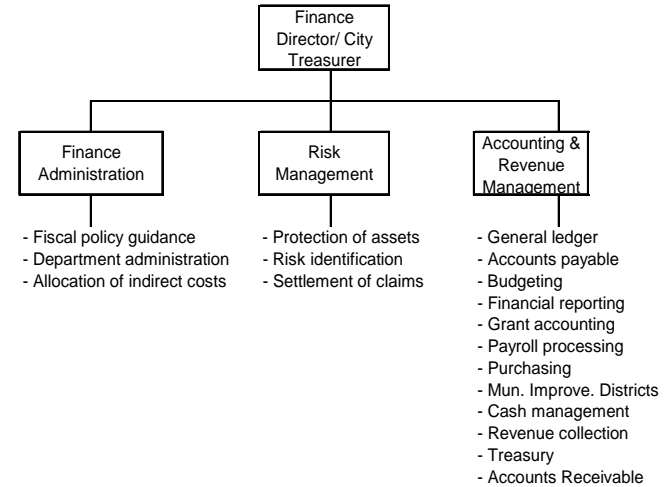 Finance
Director/ City
Treasurer
Finance
Administration
Risk
Management
Accounting &
Revenue
Management
- Fiscal policy guidance
- Department administration
- Allocation of indirect costs
- Protection of assets
- Risk identification
- Settlement of claims
- General ledger
- Accounts payable
- Budgeting
- Financial reporting
- Grant accounting
- Payroll processing
- Purchasing
- Mun. Improve. Districts
- Cash management
- Revenue collection
- Treasury
- Accounts Receivable